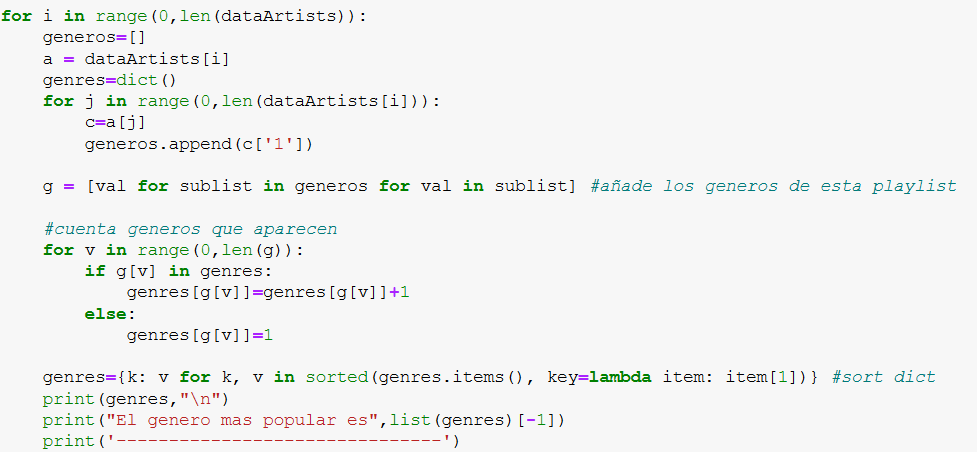 for i in range(0,len(dataArtists)):
    generos=[]
    a = dataArtists[i]
    genres=dict()
    for j in range(0,len(dataArtists[i])):
        c=a[j]
        generos.append(c['1'])

    g = [val for sublist in generos for val in sublist] #añade los generos de esta playlist

    #cuenta generos que aparecen
    for v in range(0,len(g)):
        if g[v] in genres:
            genres[g[v]]=genres[g[v]]+1
        else:
            genres[g[v]]=1

    genres={k: v for k, v in sorted(genres.items(), key=lambda item: item[1])} #sort dict
    print(genres,"\n")
    print("El genero mas popular es",list(genres)[-1])
    print('-------------------------------')